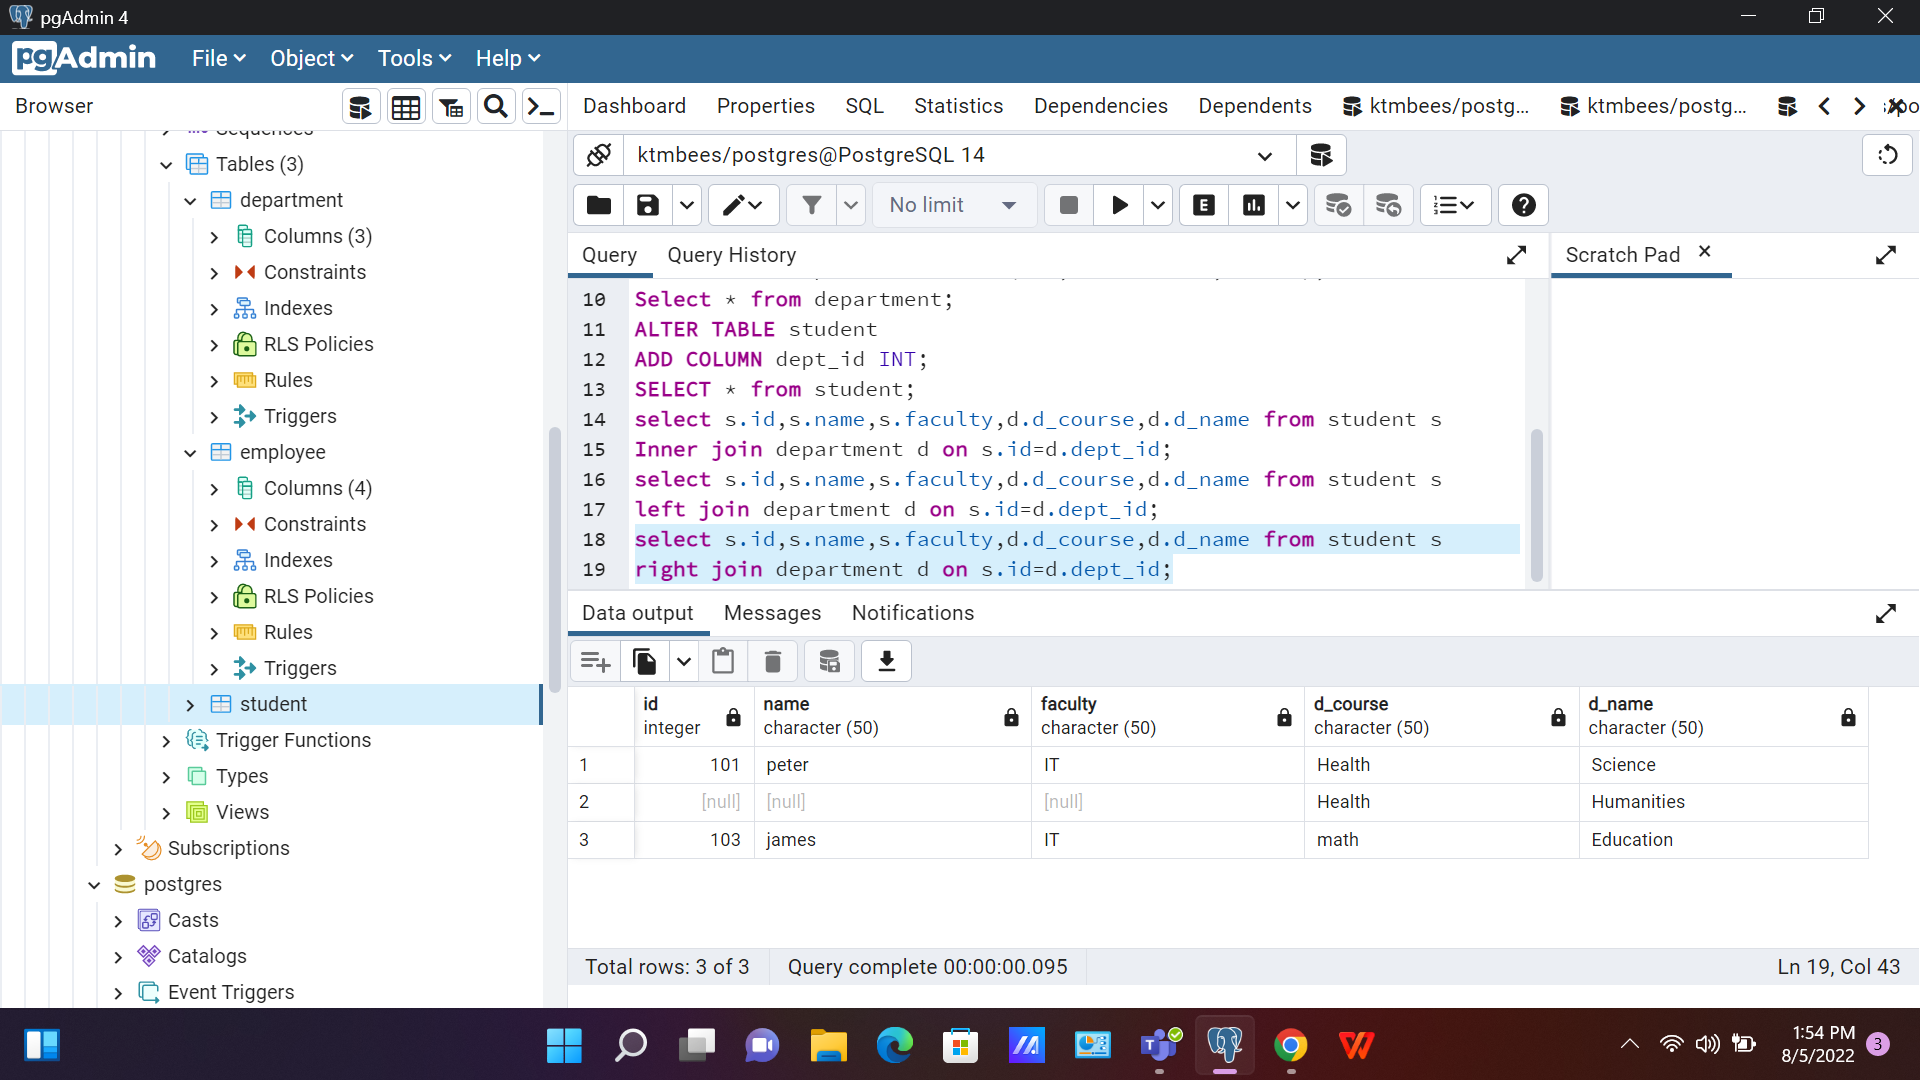 pgAdmin 4
pgAdmin File Object Tools Help
Browser
Dashboard Properties SQL Statistics Dependencies Dependents ktmbees/postg... ktmbees/postg...
Sequences
Tables (3)
department
Columns (3)
Constraints
Indexes
RLS Policies
Rules
Triggers
employee
Columns (4)
Constraints
Indexes
RLS Policies
Rules
Triggers
student
Trigger Functions
Types
Views
Subscriptions
postgres
Casts
Catalogs
Event Triggers
ktmbees/postgres@PostgreSQL 14
No limit
E
Query Query History
Scratch Pad
10 Select * from department;
11 ALTER TABLE student
12 ADD COLUMN dept_id INT;
13 SELECT * from student;
14 select s.id,s.name,s.faculty,d.d_course,d.d_name from student s
15 Inner join department d on s.id=d.dept_id;
16 select s.id,s.name,s.faculty,d.d_course,d.d_name from student s
17 left join department d on s.id=d.dept_id;
18 select s.id,s.name,s.faculty,d.d_course,d.d_name from student s
19 right join department d on s.id=d.dept_id;
Data output Messages Notifications
id name faculty d_course d_name
integer character (50) character (50) character (50) character (50)
1 101 peter IT Health Science
2 [null] [null] [null] Health Humanities
3 103 james IT math Education
Total rows: 3 of 3 Query complete 00:00:00.095 Ln 19, Col 43
1:54 PM
8/5/2022
3